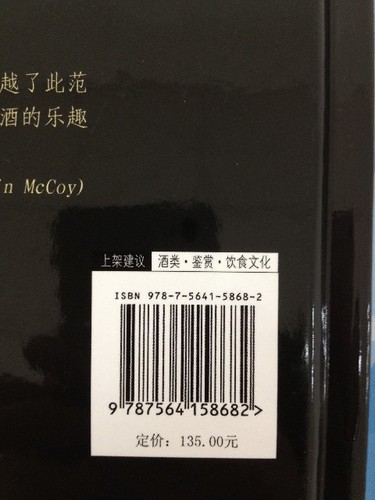 越了此范
酒的乐趣
in McCoy)
上架建议 酒类·鉴赏·饮食文化
ISBN 978-7-5641-5868-2
9 787564 158682>
定价：135.00元